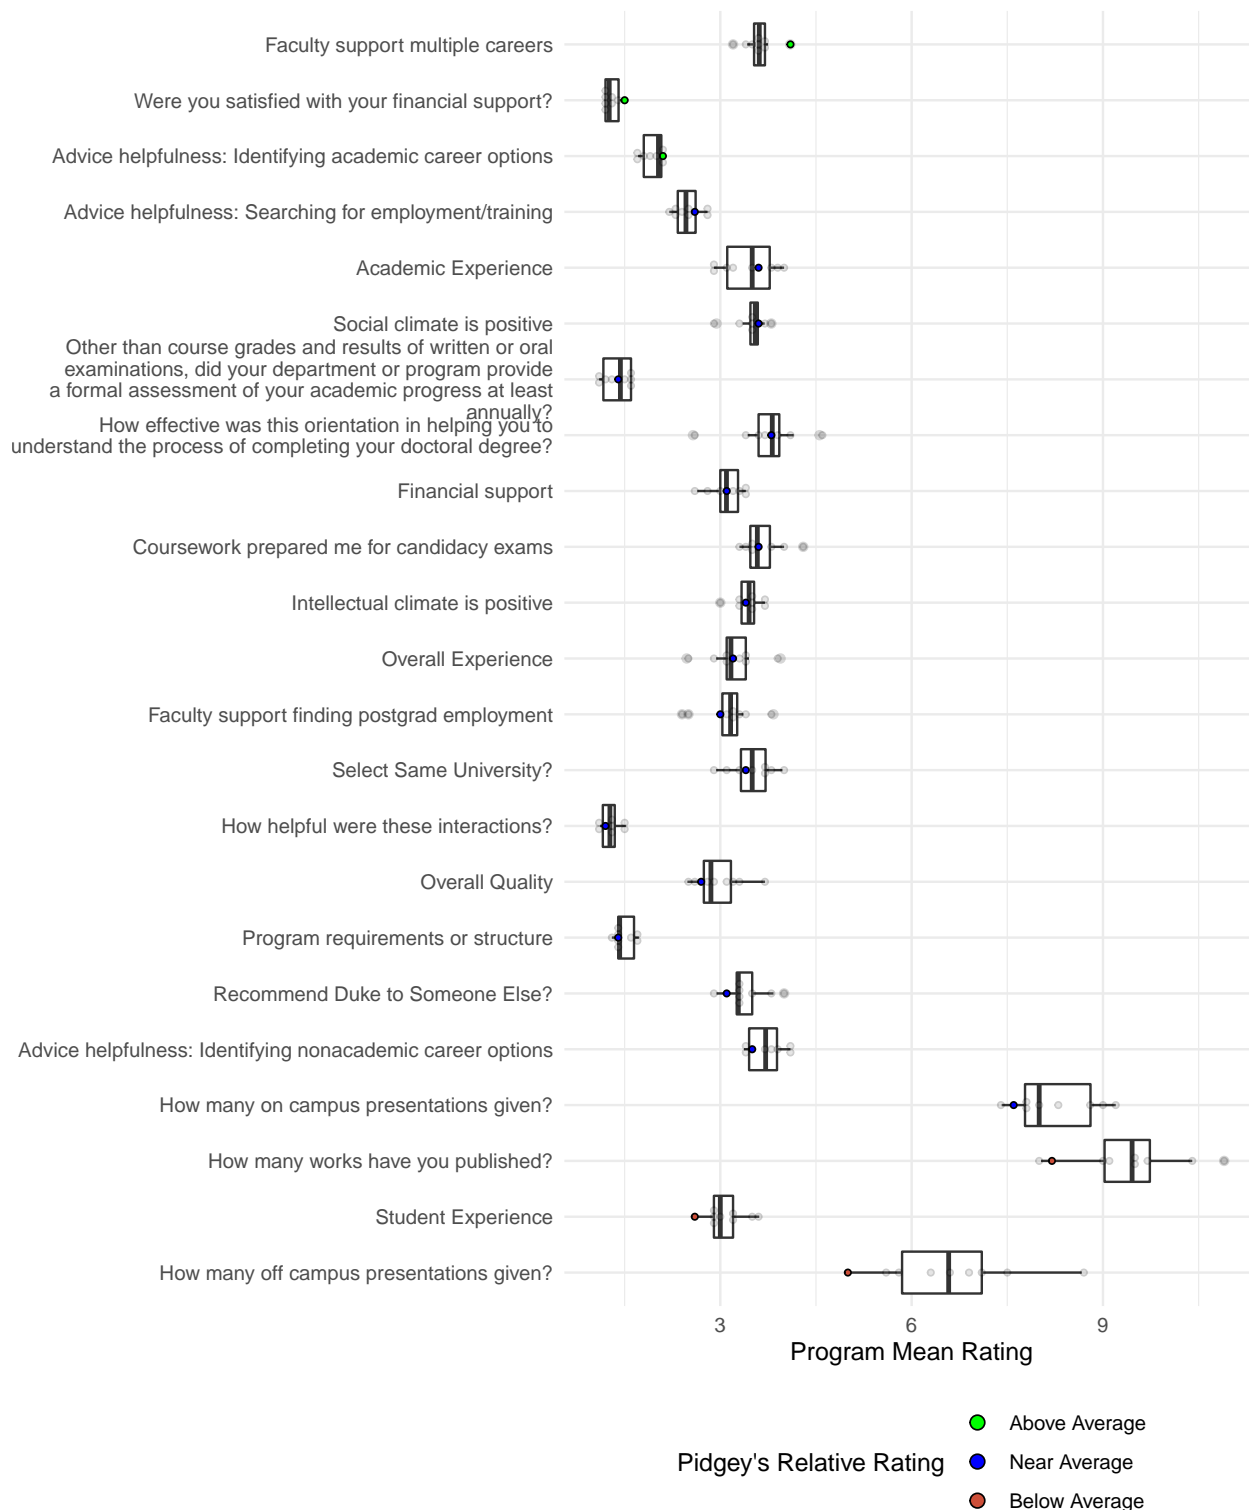 Faculty support multiple careers
Were you satisfied with your financial support?
Advice helpfulness: Identifying academic career options
Advice helpfulness: Searching for employment/training
Academic Experience
Social climate is positive
Other than course grades and results of written or oral
examinations, did your department or program provide
a formal assessment of your academic progress at least
annually?
How effective was this orientation in helping you to
understand the process of completing your doctoral degree?
Financial support
Coursework prepared me for candidacy exams
Intellectual climate is positive
Overall Experience
Faculty support finding postgrad employment
Select Same University?
How helpful were these interactions?
Overall Quality
Program requirements or structure
Recommend Duke to Someone Else?
Advice helpfulness: Identifying nonacademic career options
How many on campus presentations given?
How many works have you published?
Student Experience
How many off campus presentations given?
3 6 9
Program Mean Rating
Pidgey's Relative Rating
Above Average
Near Average
Below Average